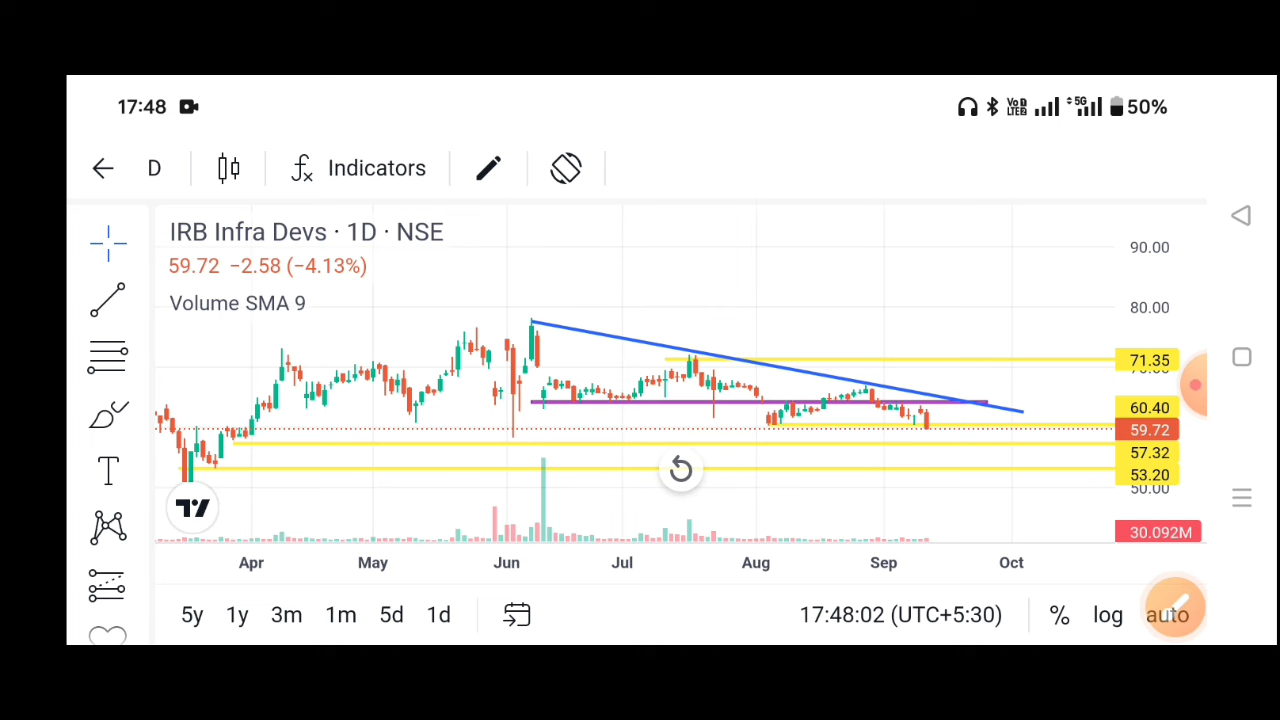 17:48 VoD LTE2 5G 50%
D Indicators
IRB Infra Devs · 1D · NSE
59.72 −2.58 (−4.13%)
Volume SMA 9
90.00
80.00
71.35
60.40
59.72
57.32
53.20
50.00
30.092M
Apr May Jun Jul Aug Sep Oct
5y 1y 3m 1m 5d 1d 17:48:02 (UTC+5:30) % log auto